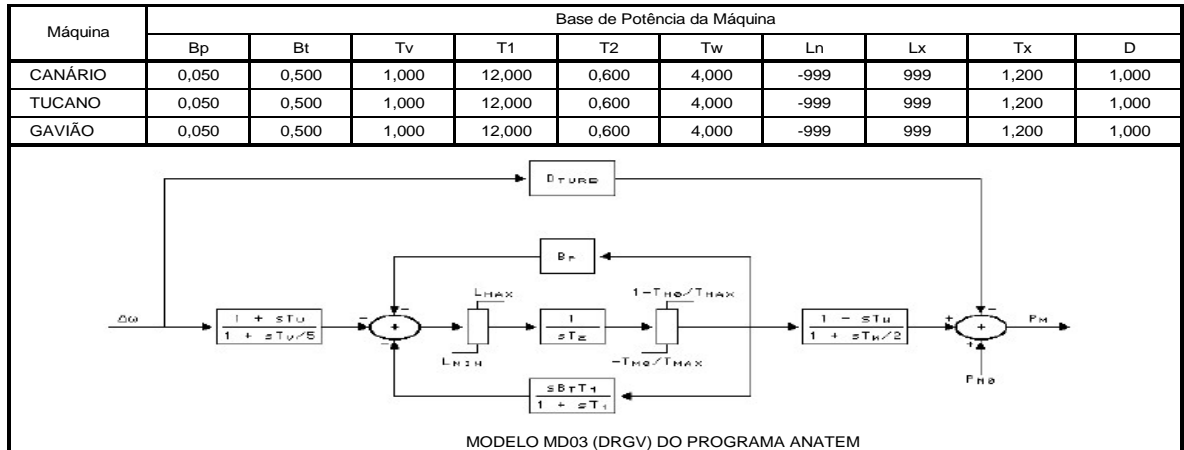 Máquina
Base de Potência da Máquina
Bp Bt Tv T1 T2 Tw Ln Lx Tx D
CANÁRIO 0,050 0,500 1,000 12,000 0,600 4,000 -999 999 1,200 1,000
TUCANO 0,050 0,500 1,000 12,000 0,600 4,000 -999 999 1,200 1,000
GAVIÃO 0,050 0,500 1,000 12,000 0,600 4,000 -999 999 1,200 1,000
DTURB
BP
LMAX
1-TM0/TMAX
Δω
1 + sTv
1 + sTv/5
- + - -
1
sT2
1 - sTW
1 + sTW/2
+ + - +
PM
LMIN
-TM0/TMAX
PM0
sBTT1
1 + sT1
MODELO MD03 (DRGV) DO PROGRAMA ANATEM